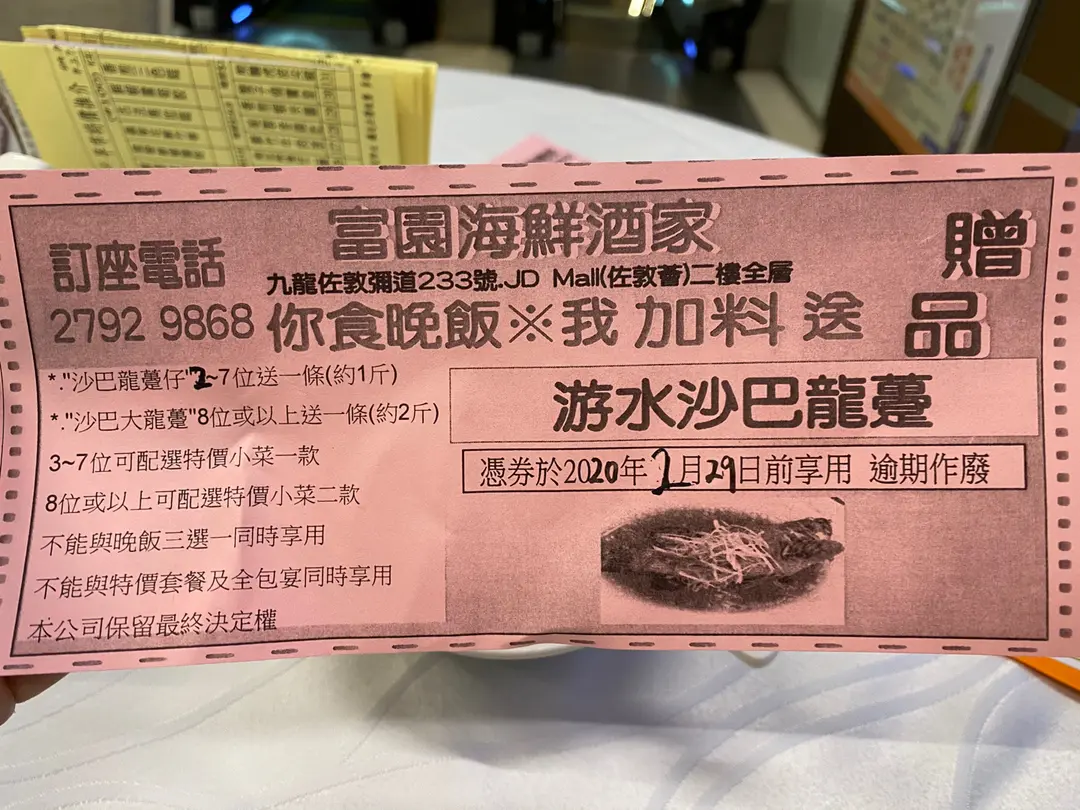 富園海鮮酒家
訂座電話
2792 9868
九龍佐敦彌道233號.JD Mall(佐敦薈)二樓全層
你食晚飯※我 加料 送
贈品
*."沙巴龍躉仔"2~7位送一條(約1斤)
*."沙巴大龍躉"8位或以上送一條(約2斤)
3~7位可配選特價小菜一款
8位或以上可配選特價小菜二款
不能與晚飯三選一同時享用
不能與特價套餐及全包宴同時享用
本公司保留最終決定權
游水沙巴龍躉
憑券於2020年2月29日前享用 逾期作廢